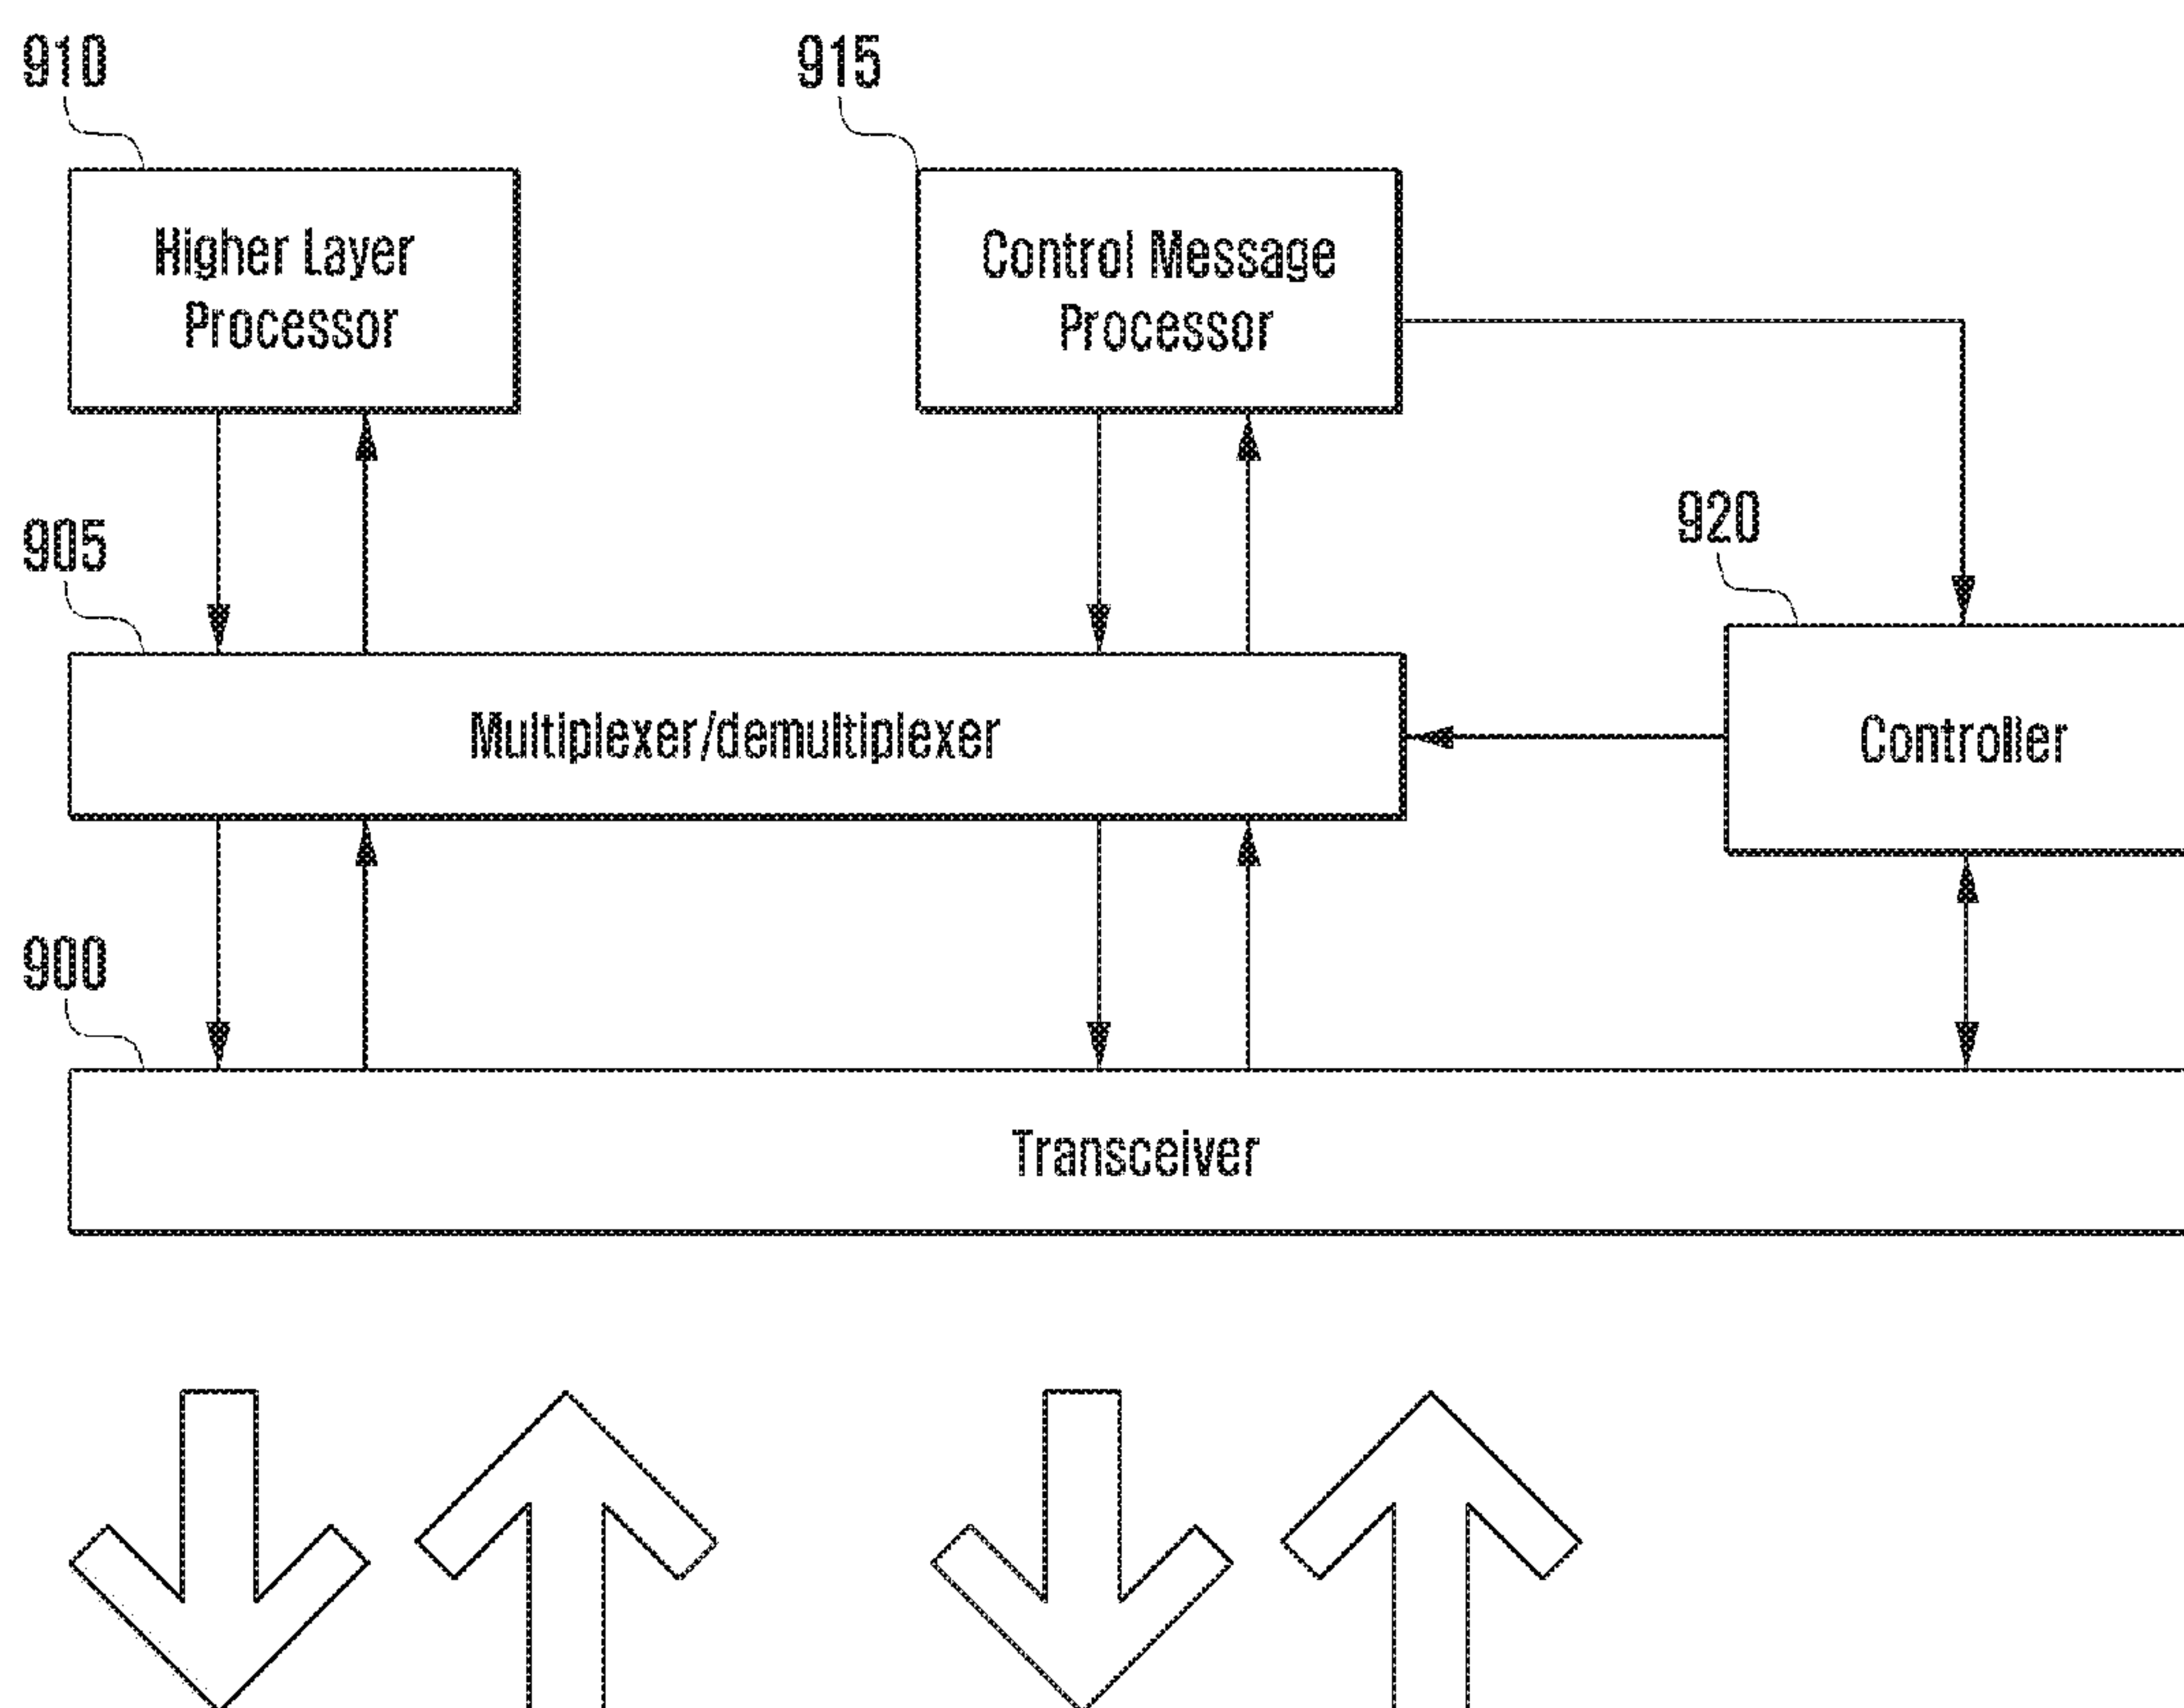 910
915
Higher Layer
Processor
Control Message
Processor
905
920
Multiplexer/demultiplexer
Controller
900
Transceiver